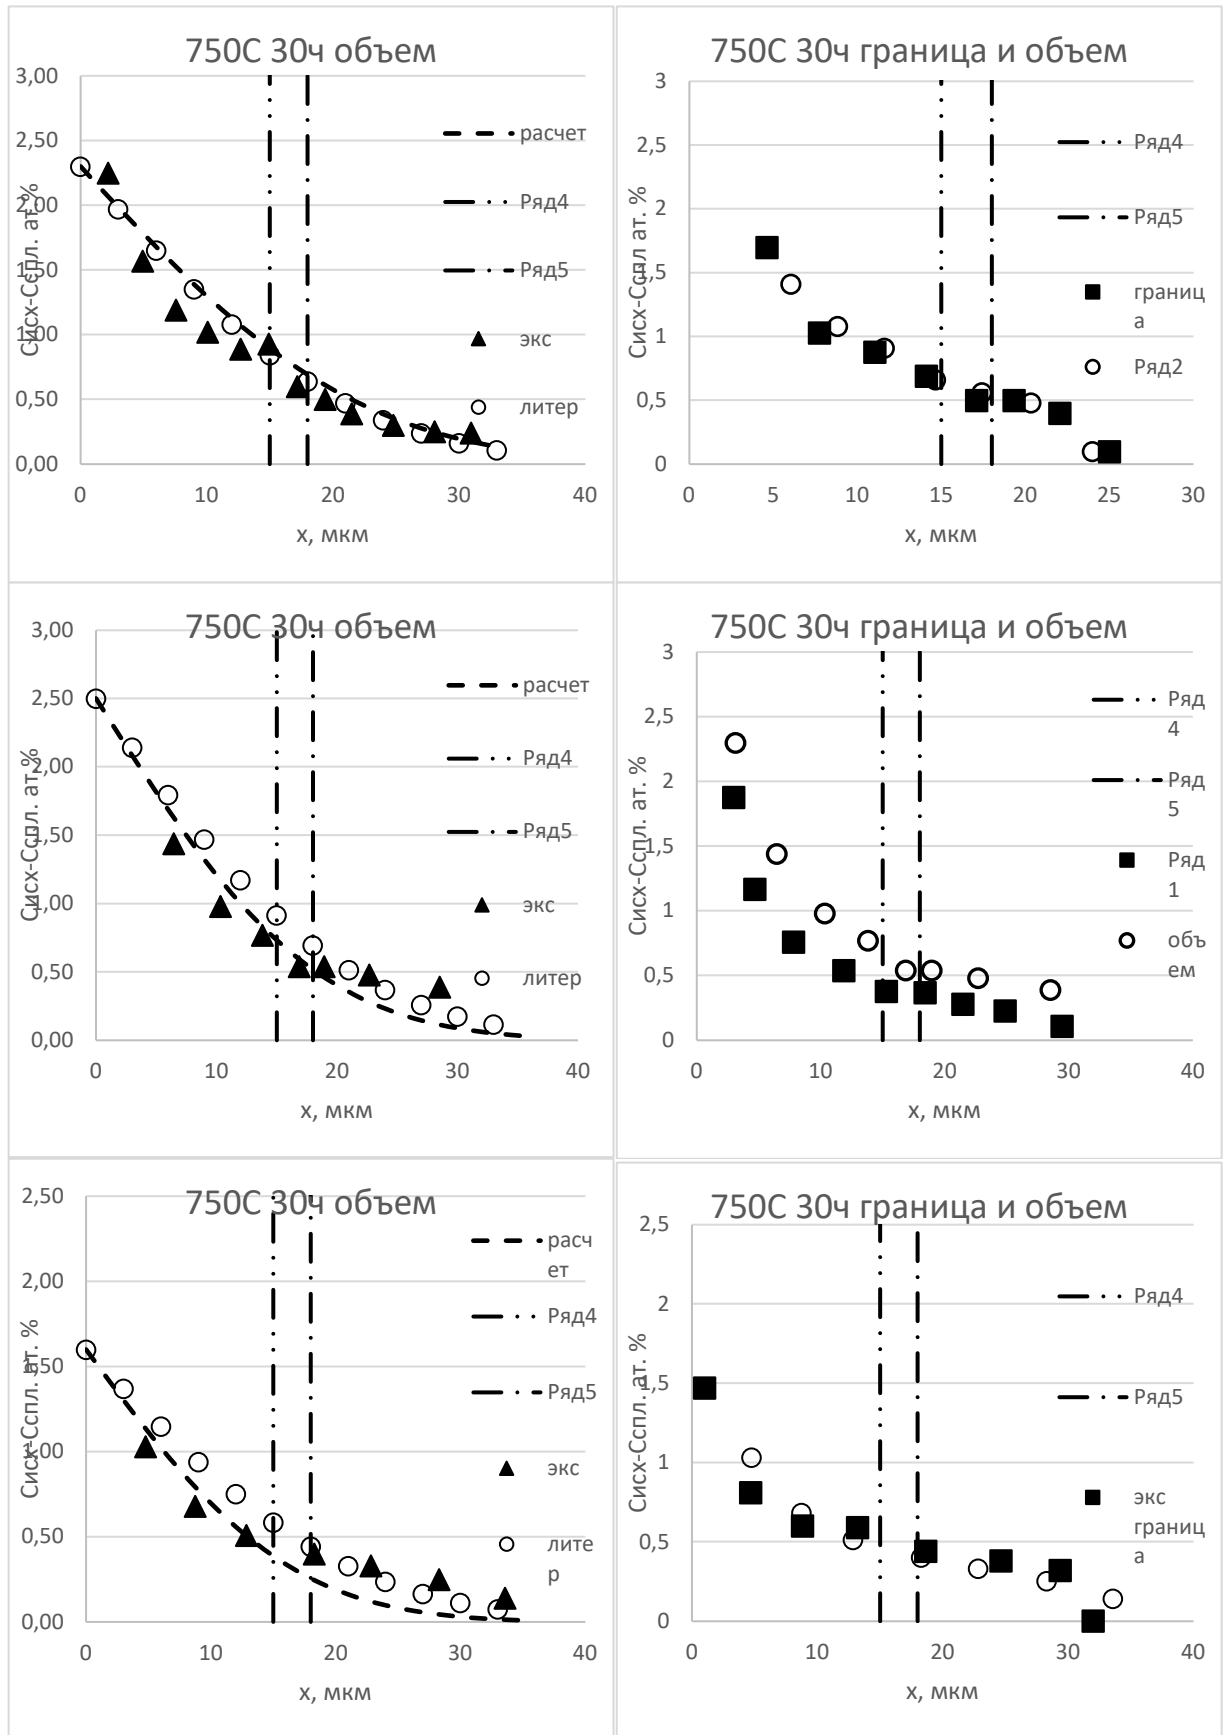 750С 30ч объем
3,00
2,50
2,00
1,50
1,00
0,50
0,00
Сисх-Сспл. ат. %
0 10 20 30 40
х, мкм
расчет
Ряд4
Ряд5
экс
литер
750С 30ч граница и объем
3
2,5
2
1,5
1
0,5
0
Сисх-Сспл ат. %
0 5 10 15 20 25 30
х, мкм
Ряд4
Ряд5
границ
а
Ряд2
750С 30ч объем
3,00
2,50
2,00
1,50
1,00
0,50
0,00
Сисх-Сспл. ат.%
0 10 20 30 40
х, мкм
расчет
Ряд4
Ряд5
экс
литер
750С 30ч граница и объем
3
2,5
2
1,5
1
0,5
0
Сисх-Сспл. ат. %
0 10 20 30 40
х, мкм
Ряд
4
Ряд
5
Ряд
1
объ
ем
750С 30ч объем
2,50
2,00
1,50
1,00
0,50
0,00
Сисх-Сспл. ат. %
0 10 20 30 40
х, мкм
расч
ет
Ряд4
Ряд5
экс
лите
р
750С 30ч граница и объем
2,5
2
1,5
1
0,5
0
Сисх-Сспл. ат. %
0 10 20 30 40
х, мкм
Ряд4
Ряд5
экс
границ
а